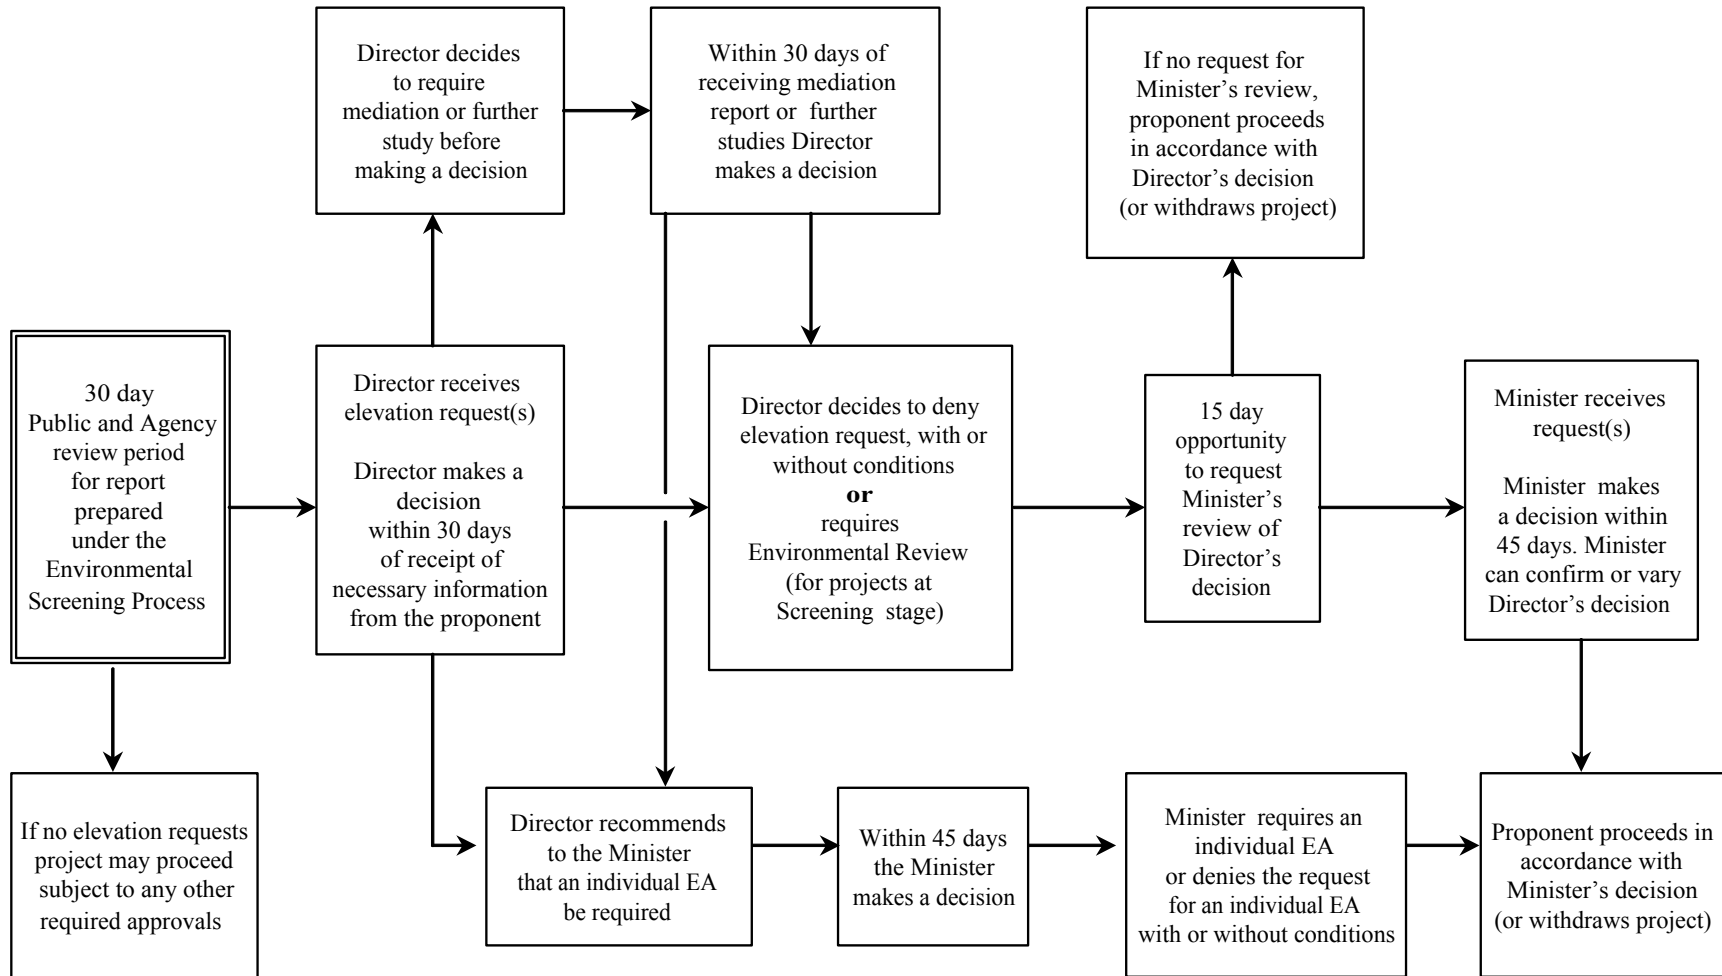 Director decides
to require
mediation or further
study before
making a decision
Within 30 days of
receiving mediation
report or further
studies Director
makes a decision
If no request for
Minister’s review,
proponent proceeds
in accordance with
Director’s decision
(or withdraws project)
30 day
Public and Agency
review period
for report
prepared
under the
Environmental
Screening Process
Director receives
elevation request(s)
Director makes a
decision
within 30 days
of receipt of
necessary information
from the proponent
Director decides to deny
elevation request, with or
without conditions
or
requires
Environmental Review
(for projects at
Screening stage)
15 day
opportunity
to request
Minister’s
review of
Director’s
decision
Minister receives
request(s)
Minister makes
a decision within
45 days. Minister
can confirm or vary
Director’s decision
If no elevation requests
project may proceed
subject to any other
required approvals
Director recommends
to the Minister
that an individual EA
be required
Within 45 days
the Minister
makes a decision
Minister requires an
individual EA
or denies the request
for an individual EA
with or without conditions
Proponent proceeds in
accordance with
Minister’s decision
(or withdraws project)